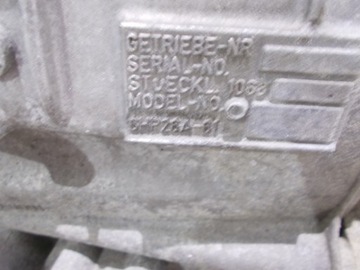 GETRIEBE-NR
SERIAL-NO.
STUECKL. 1068
MODEL-NO.